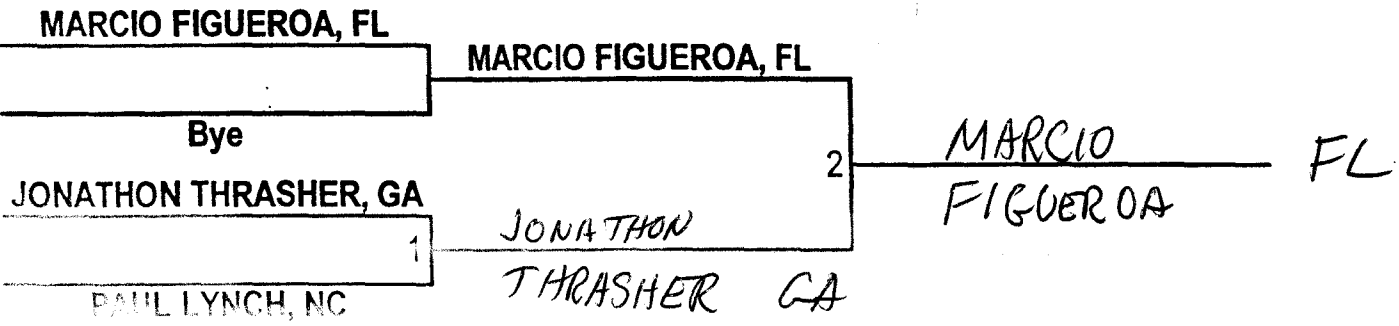 MARCIO FIGUEROA, FL
MARCIO FIGUEROA, FL
Bye
2
MARCIO
FIGUEROA
FL
JONATHON THRASHER, GA
1
JONATHON
THRASHER GA
PAUL LYNCH, NC